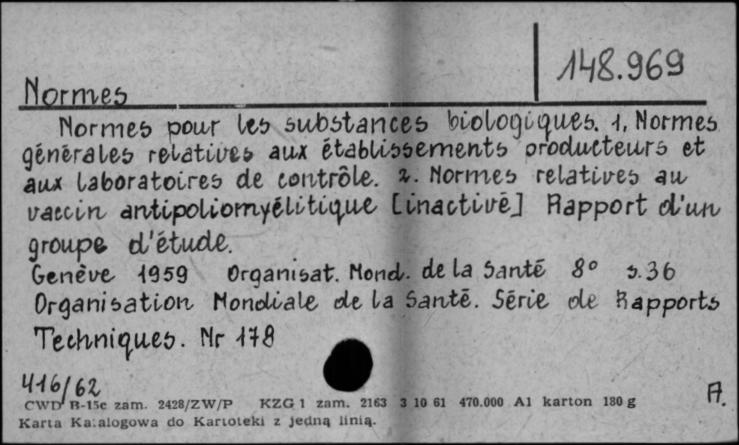 148.969
Normes
Normes pour les substances biologiques. 1, Normes
générales relatives aux établissements producteurs et
aux laboratoires de contrôle. 2. Normes relatives au
vaccin antipoliomyélitique [inactivé] Rapport d'un
groupe d'étude.
Genève 1959 Organisat. Mond. de la Santé 8° s.36
Organisation Mondiale de la Santé. Série de Rapports
Techniques. Nr 178
416/62
A.
CWD B-15c zam. 2428/ZW/P KZG 1 zam. 2163 3 10 61 470.000 A1 karton 180 g
Karta Katalogowa do Kartoteki z jedną linią.